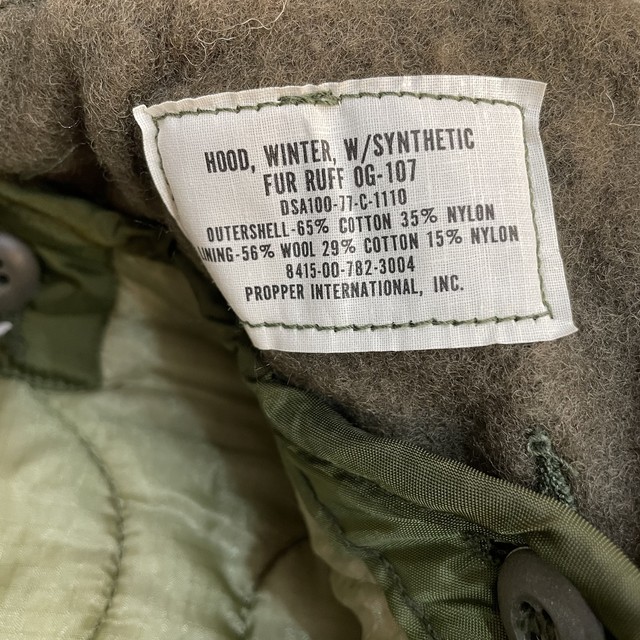 HOOD, WINTER, W/SYNTHETIC
FUR RUFF OG-107
DSA100-77-C-1110
OUTERSHELL-65% COTTON 35% NYLON
LINING-56% WOOL 29% COTTON 15% NYLON
8415-00-782-3004
PROPPER INTERNATIONAL, INC.